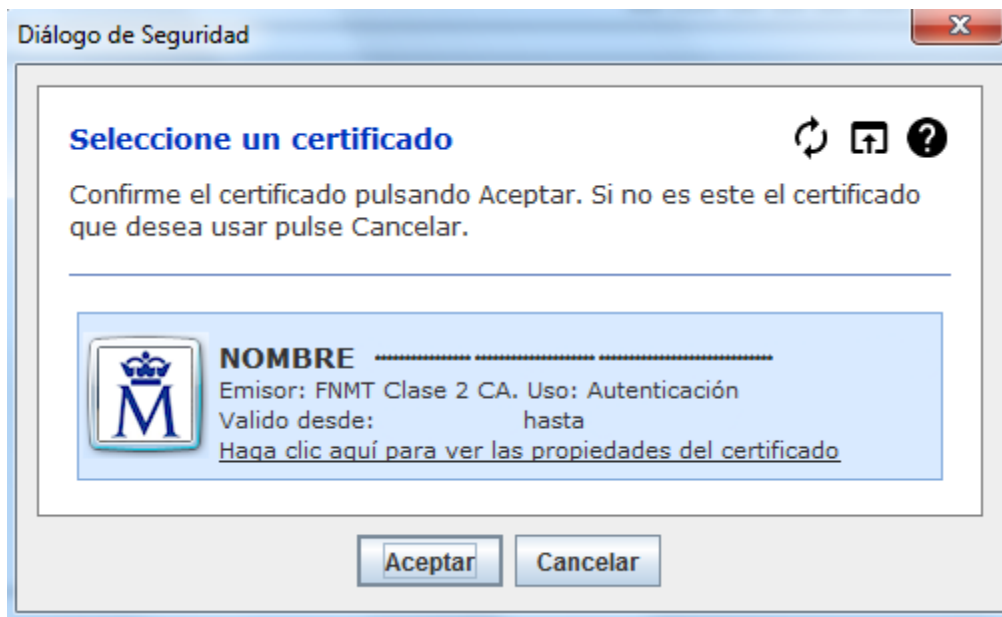 Diálogo de Seguridad
Seleccione un certificado
Confirme el certificado pulsando Aceptar. Si no es este el certificado
que desea usar pulse Cancelar.
NOMBRE
Emisor: FNMT Clase 2 CA. Uso: Autenticación
Valido desde: hasta
Haga clic aquí para ver las propiedades del certificado
Aceptar Cancelar